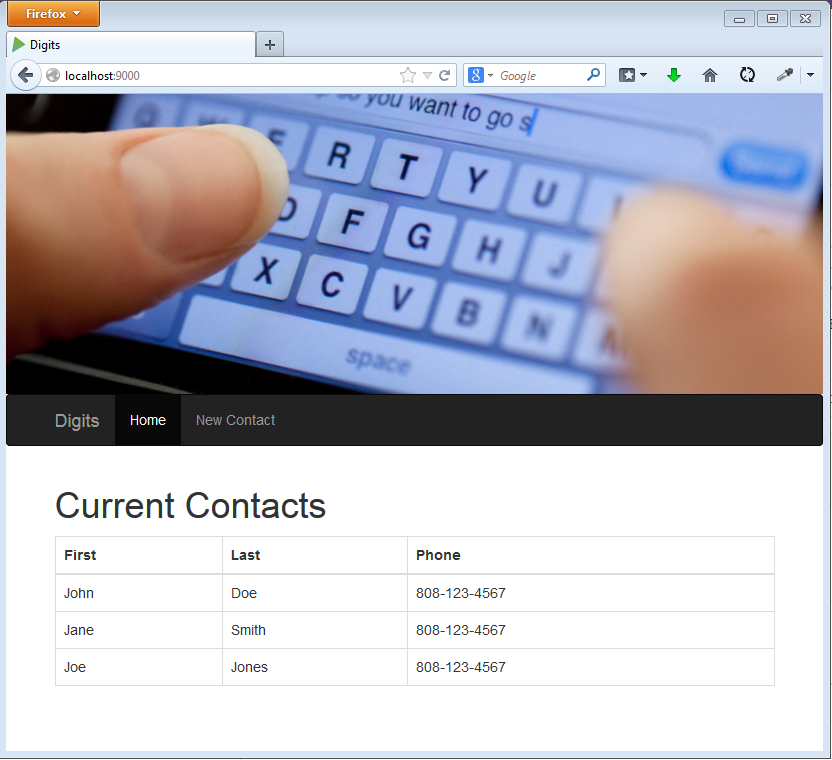 Firefox
Digits
localhost:9000
Google
so you want to go s
W E R T Y U
D F G H J
X C V B N M
space
Digits Home New Contact
Current Contacts
First Last Phone
John Doe 808-123-4567
Jane Smith 808-123-4567
Joe Jones 808-123-4567